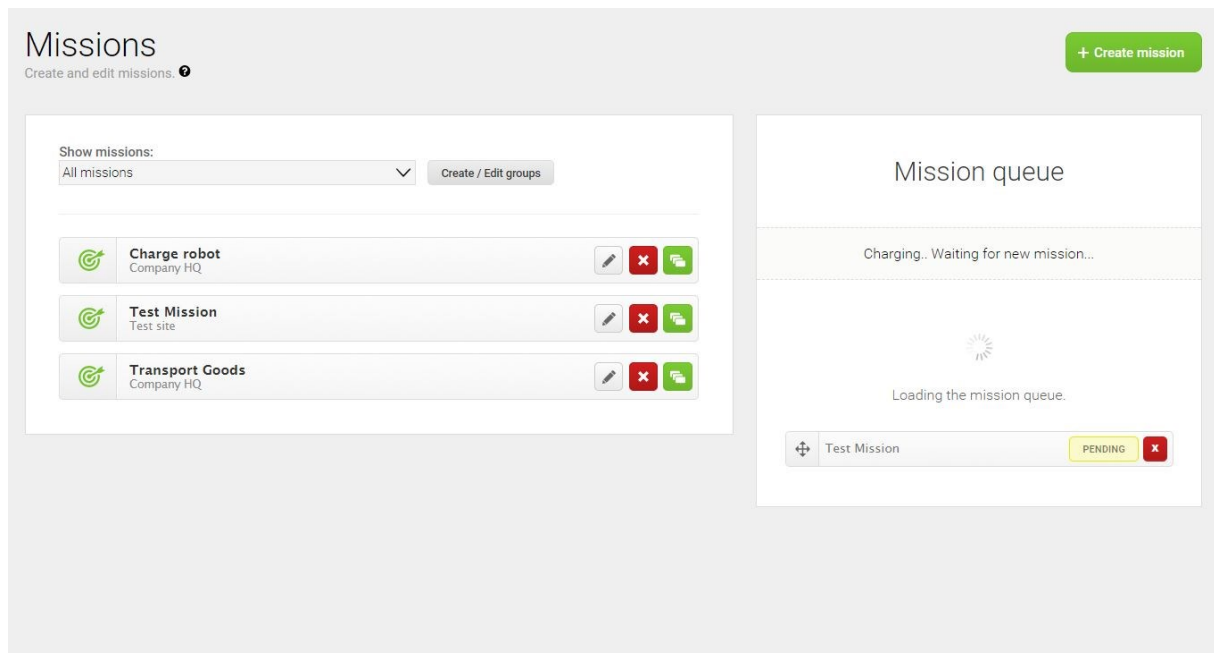 Missions
Create and edit missions. ?
+ Create mission
Show missions:
All missions
Create / Edit groups
Charge robot
Company HQ
Test Mission
Test site
Transport Goods
Company HQ
Mission queue
Charging.. Waiting for new mission...
Loading the mission queue.
Test Mission
PENDING
x